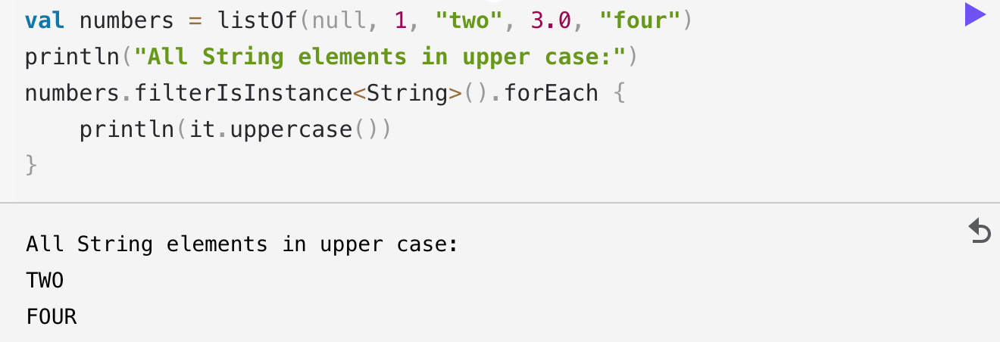 val numbers = listOf(null, 1, "two", 3.0, "four")
println("All String elements in upper case:")
numbers.filterIsInstance<String>().forEach {
    println(it.uppercase())
}
All String elements in upper case:
TWO
FOUR